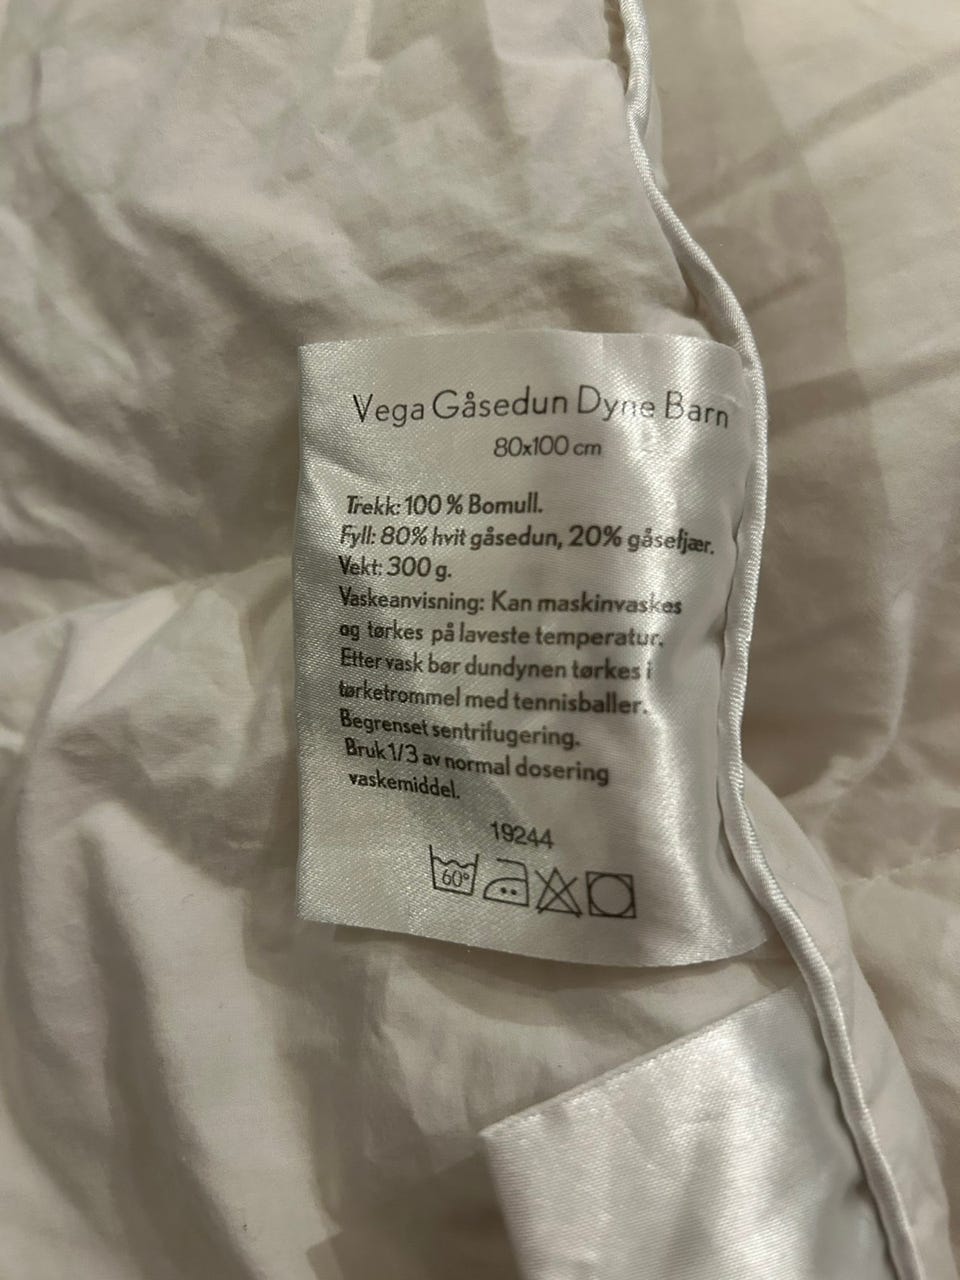 Vega Gåsedun Dyne Barn
80x100 cm
Trekk: 100 % Bomull.
Fyll: 80% hvit gåsedun, 20% gåsefjær.
Vekt: 300 g.
Vaskeanvisning: Kan maskinvaskes
og tørkes på laveste temperatur.
Etter vask bør dundynen tørkes i
tørketrommel med tennisballer.
Begrenset sentrifugering.
Bruk 1/3 av normal dosering
vaskemiddel.
19244
60°